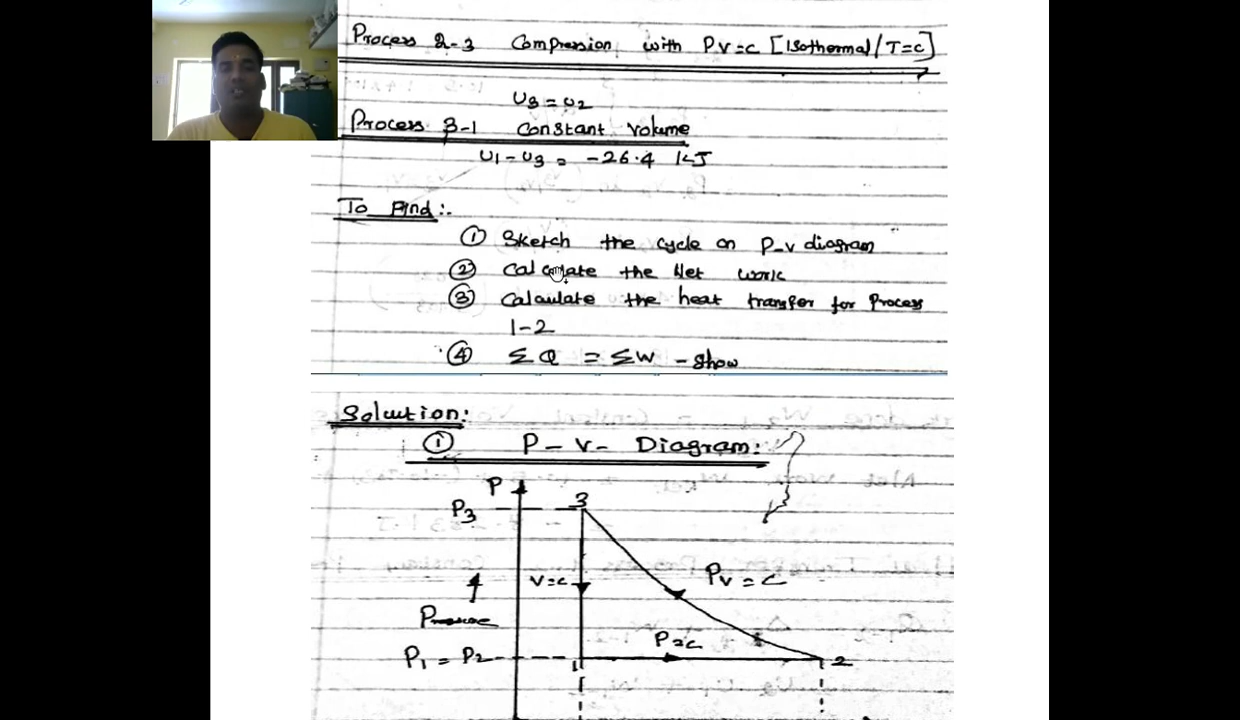 Process 2-3 Compression with PV=C [Isothermal/T=C]
U3 = U2
Process 3-1 Constant Volume
U1 - U3 = -26.4 KJ
To Find:-
① Sketch the cycle on P-V diagram
② Calculate the Net work
③ Calculate the heat transfer for Process
1-2
④ ΣQ = ΣW - show
Solution:
① P-V- Diagram:
P
P3
3
V=C
PV = C
Pressure
P=C
P1 = P2
1
2